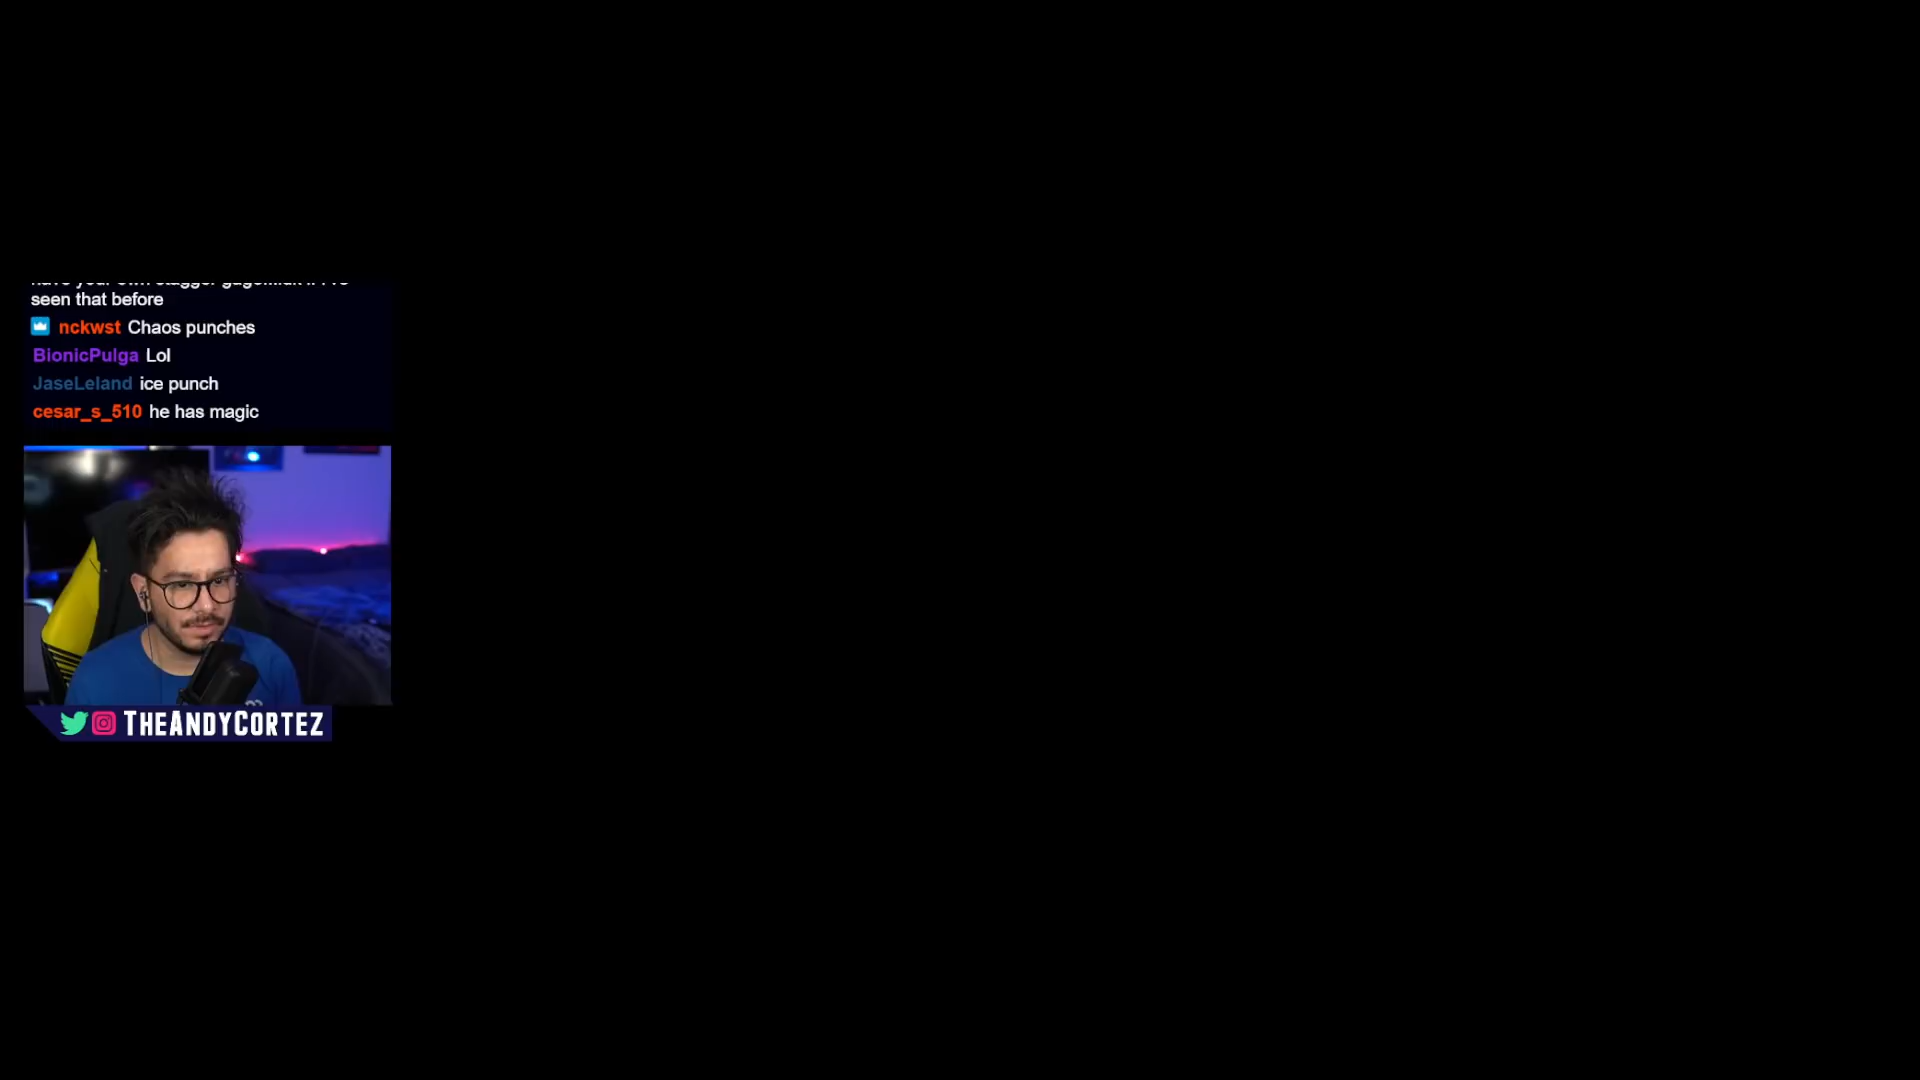 seen that before
nckwst Chaos punches
BionicPulga Lol
JaseLeland ice punch
cesar_s_510 he has magic
THEANDYCORTEZ